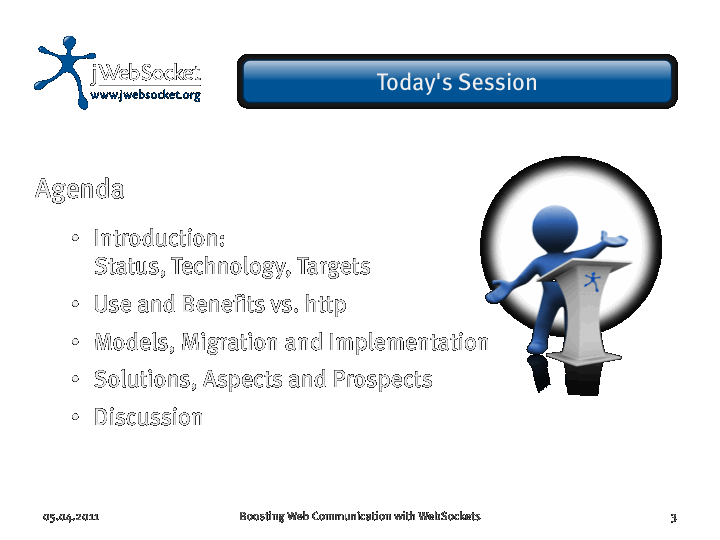 jWebSocket
www.jwebsocket.org
Today's Session
Agenda
• Introduction:
Status, Technology, Targets
• Use and Benefits vs. http
• Models, Migration and Implementation
• Solutions, Aspects and Prospects
• Discussion
05.04.2011 Boosting Web Communication with WebSockets 3